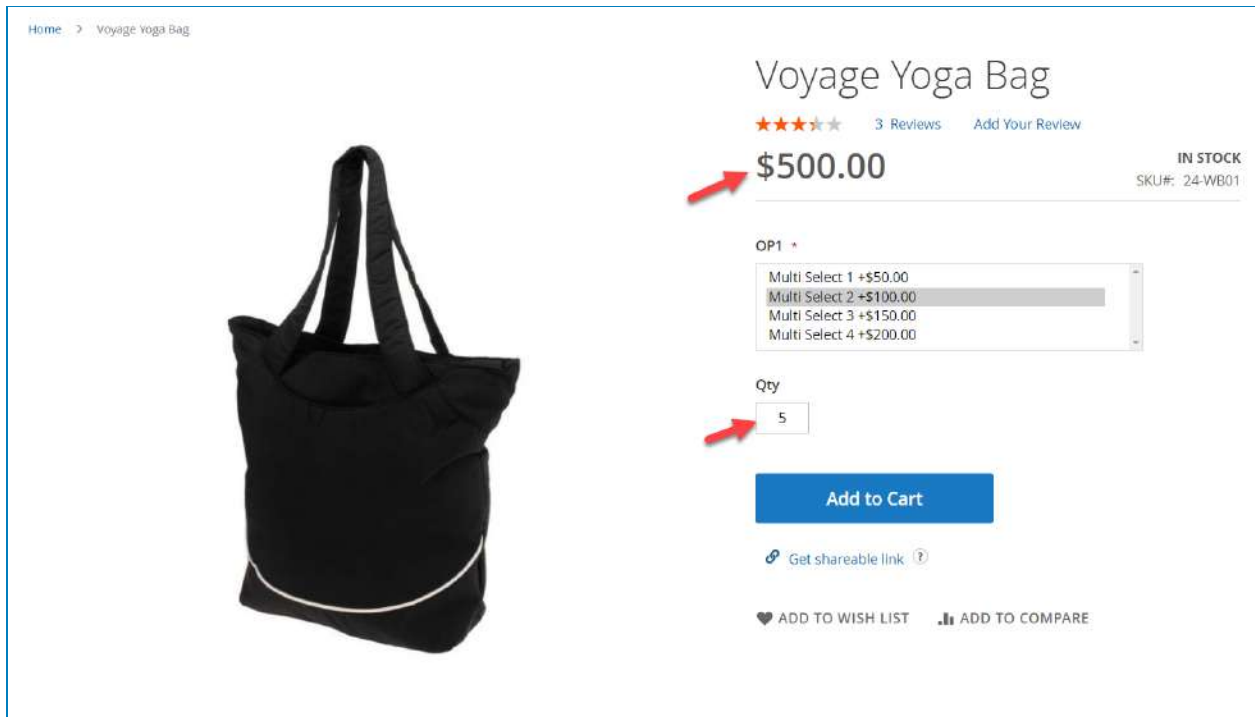 Home > Voyage Yoga Bag
Voyage Yoga Bag
3 Reviews Add Your Review
$500.00
IN STOCK
SKU#: 24-WB01
OP1 *
Multi Select 1 +$50.00
Multi Select 2 +$100.00
Multi Select 3 +$150.00
Multi Select 4 +$200.00
Qty
5
Add to Cart
Get shareable link ?
ADD TO WISH LIST ADD TO COMPARE